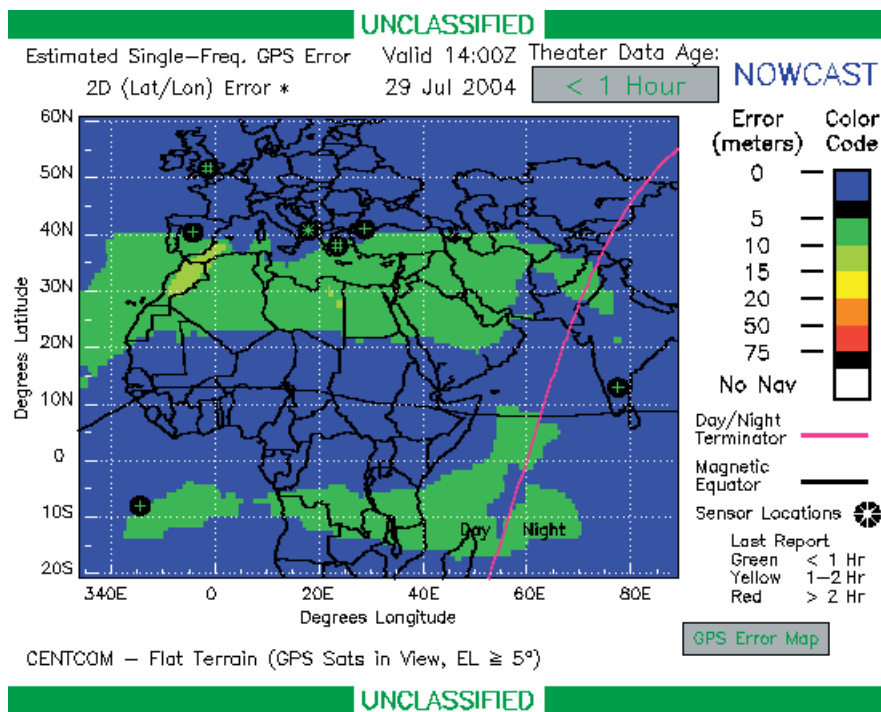 UNCLASSIFIED
Estimated Single-Freq. GPS Error
2D (Lat/Lon) Error *
Valid 14:00Z
29 Jul 2004
Theater Data Age:
< 1 Hour
NOWCAST
60N
50N
40N
30N
20N
10N
0
10S
20S
Degrees Latitude
340E 0 20E 40E 60E 80E
Degrees Longitude
Day Night
Error
(meters)
Color
Code
0
5
10
15
20
50
75
No Nav
Day/Night
Terminator
Magnetic
Equator
Sensor Locations
Last Report
Green < 1 Hr
Yellow 1-2 Hr
Red > 2 Hr
GPS Error Map
CENTCOM - Flat Terrain (GPS Sats in View, EL ≧ 5°)
UNCLASSIFIED